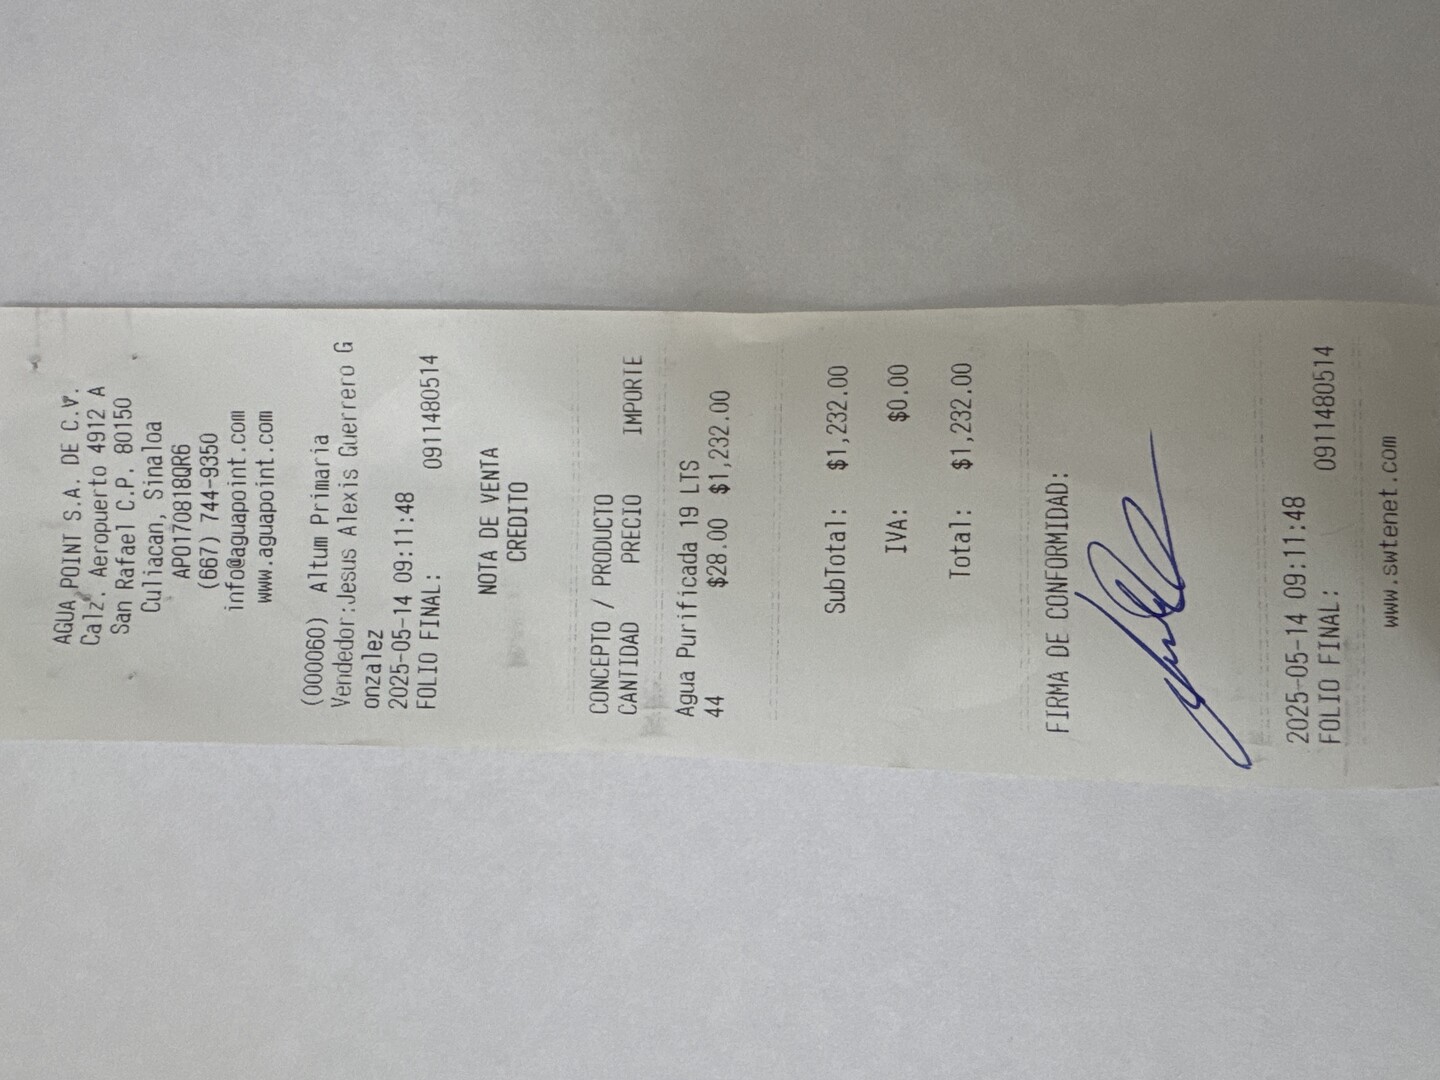 AGUA POINT S.A. DE C.V.
Calz. Aeropuerto 4912 A
San Rafael C.P. 80150
Culiacan, Sinaloa
APO170818QR6
(667) 744-9350
info@aguapoint.com
www.aguapoint.com
(000060) Altum Primaria
Vendedor:Jesus Alexis Guerrero G
onzalez
2025-05-14 09:11:48
FOLIO FINAL: 0911480514
NOTA DE VENTA
CREDITO
CONCEPTO / PRODUCTO
CANTIDAD PRECIO IMPORTE
Agua Purificada 19 LTS
44 $28.00 $1,232.00
SubTotal: $1,232.00
IVA: $0.00
Total: $1,232.00
FIRMA DE CONFORMIDAD:
2025-05-14 09:11:48
FOLIO FINAL: 0911480514
www.swtenet.com